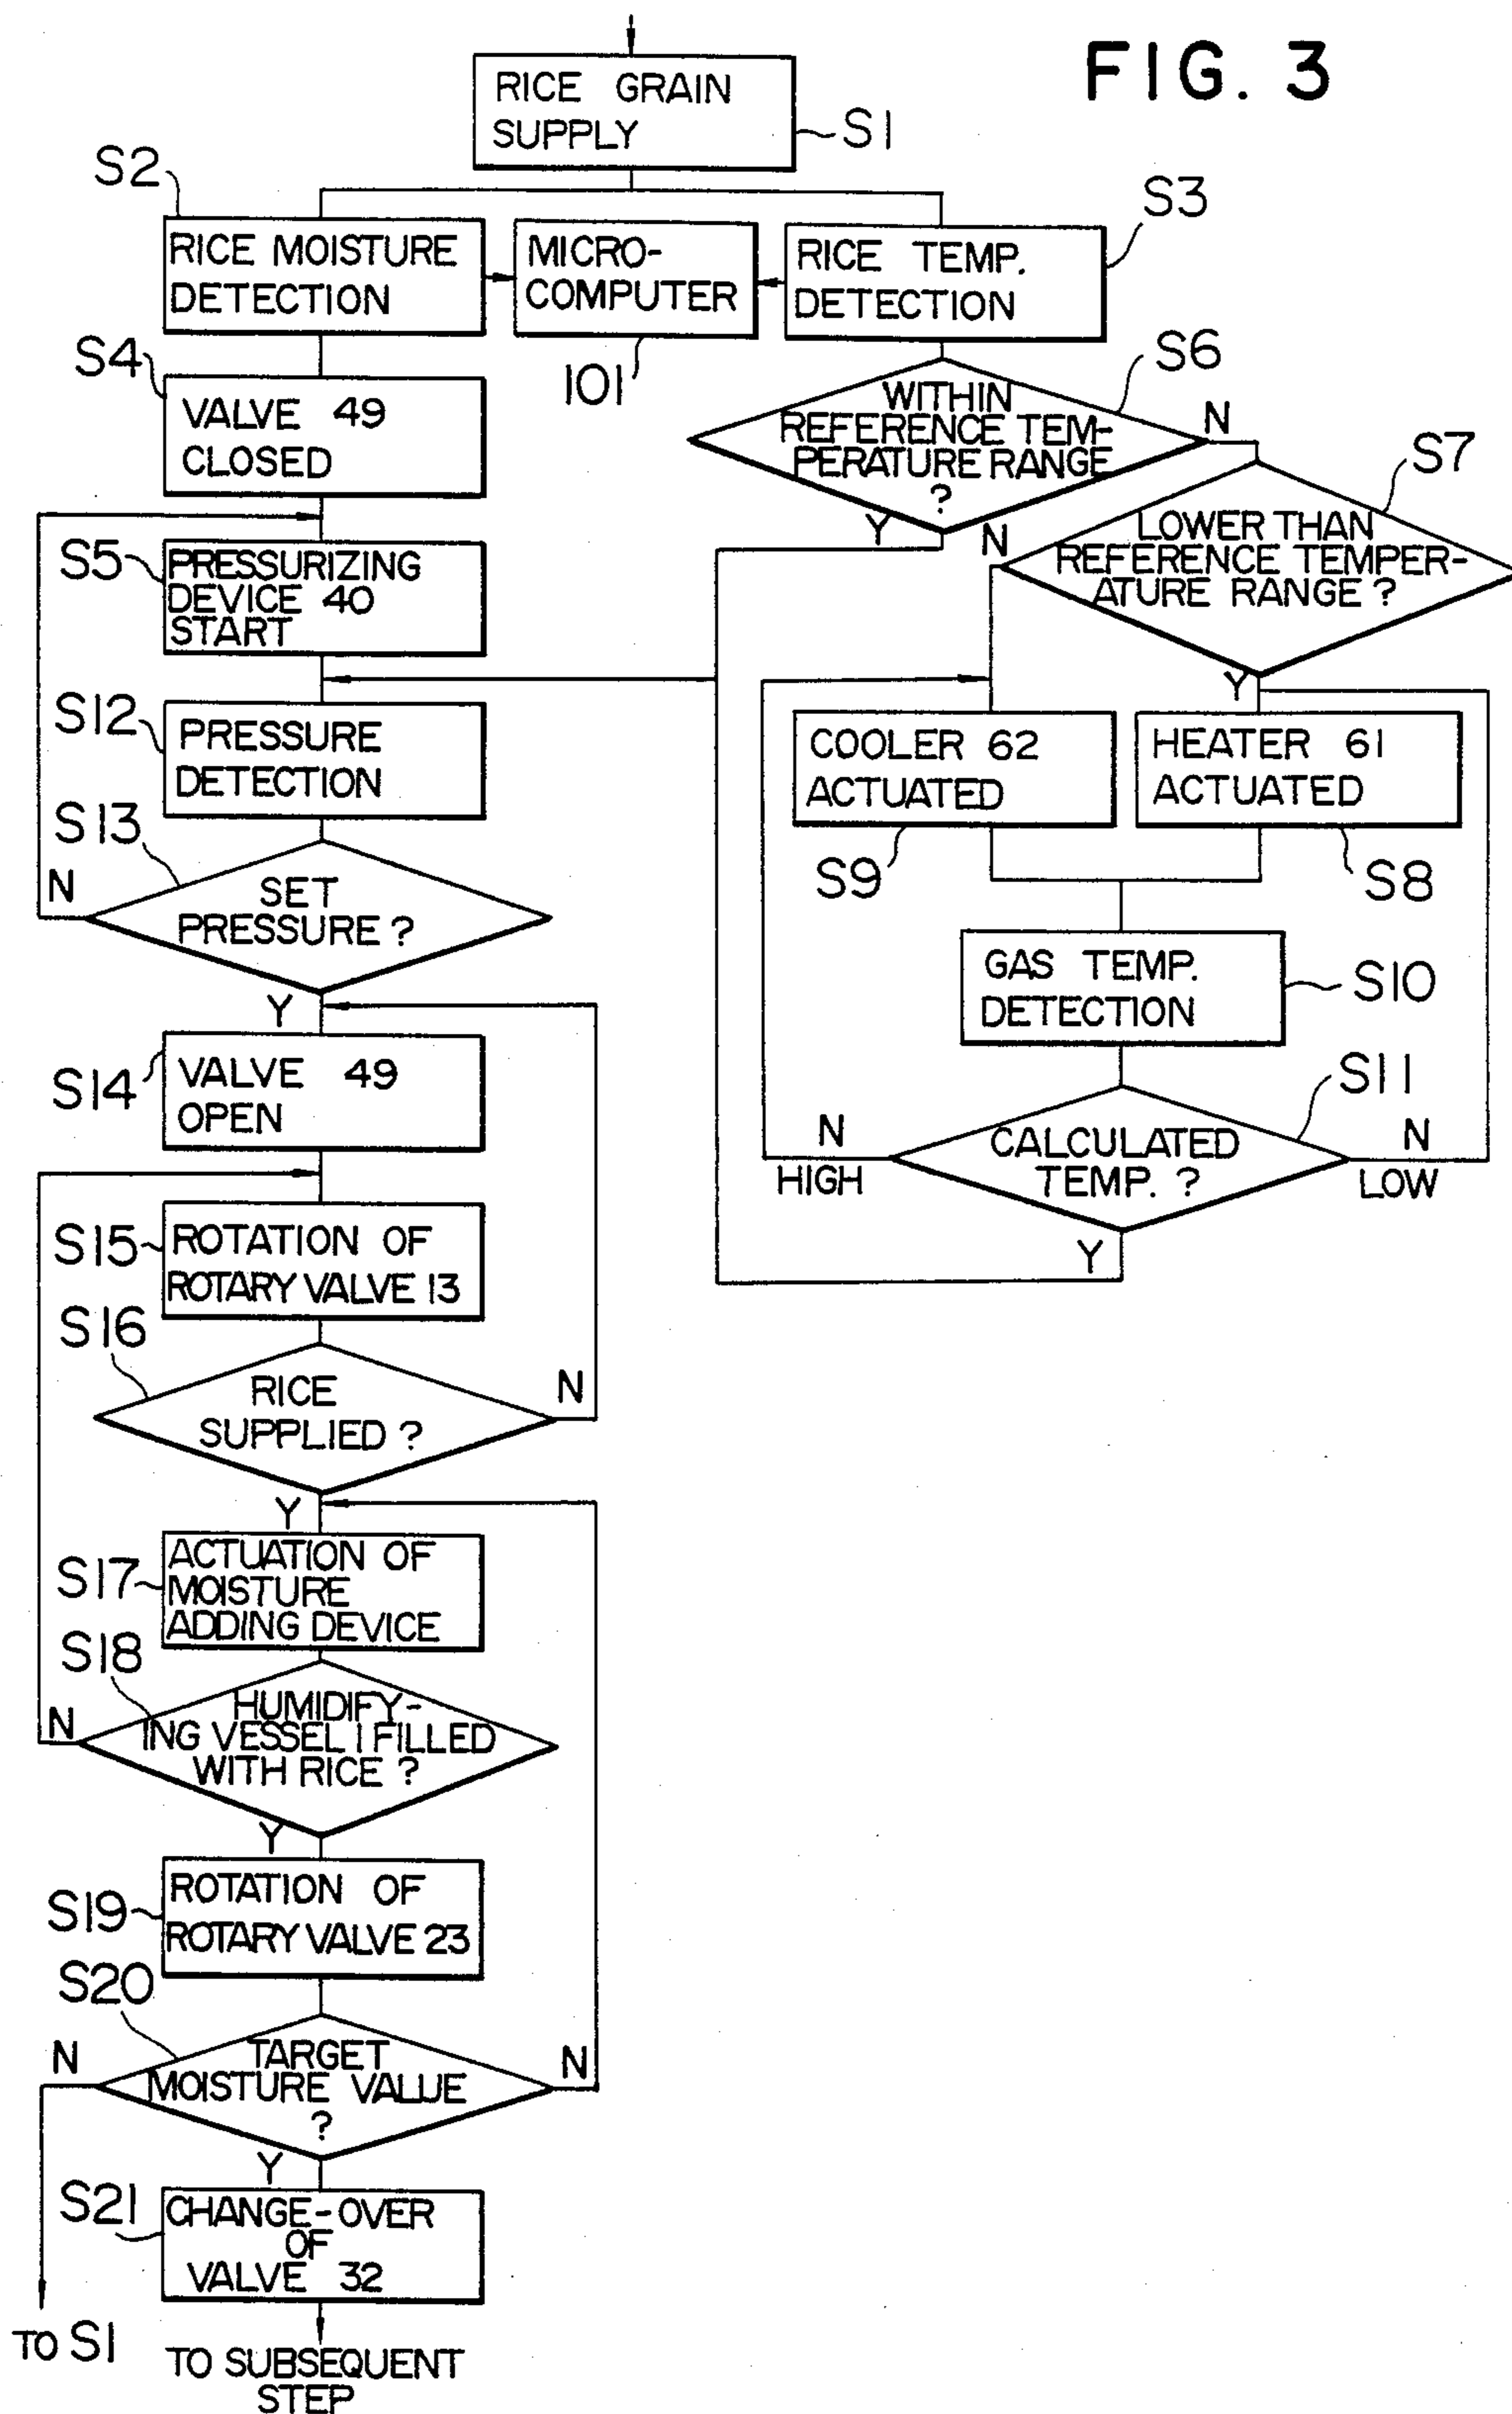 FIG. 3
RICE GRAIN
SUPPLY
S1
S2
RICE MOISTURE
DETECTION
MICRO-
COMPUTER
101
S3
RICE TEMP.
DETECTION
S4
VALVE 49
CLOSED
S5
PRESSURIZING
DEVICE 40
START
S6
WITHIN
REFERENCE TEM-
PERATURE RANGE
?
N
Y
S7
LOWER THAN
REFERENCE TEMPER-
ATURE RANGE ?
N
Y
COOLER 62
ACTUATED
S9
HEATER 61
ACTUATED
S8
GAS TEMP.
DETECTION
S10
S11
CALCULATED
TEMP. ?
N
HIGH
N
LOW
Y
S12
PRESSURE
DETECTION
S13
SET
PRESSURE ?
N
Y
S14
VALVE 49
OPEN
S15
ROTATION OF
ROTARY VALVE 13
S16
RICE
SUPPLIED ?
N
Y
S17
ACTUATION OF
MOISTURE
ADDING DEVICE
S18
HUMIDIFY-
ING VESSEL 1 FILLED
WITH RICE ?
N
Y
S19
ROTATION OF
ROTARY VALVE 23
S20
TARGET
MOISTURE VALUE
?
N
N
Y
S21
CHANGE-OVER
OF
VALVE 32
TO S1
TO SUBSEQUENT
STEP